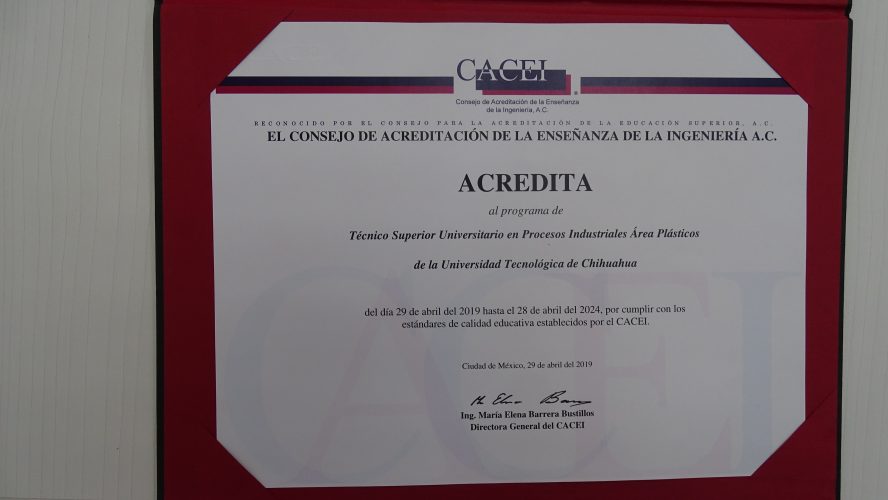 CACEI
Consejo de Acreditación de la Enseñanza
de la Ingeniería, A.C.
RECONOCIDO POR EL CONSEJO PARA LA ACREDITACIÓN DE LA EDUCACIÓN SUPERIOR, A.C.
EL CONSEJO DE ACREDITACIÓN DE LA ENSEÑANZA DE LA INGENIERÍA A.C.
ACREDITA
al programa de
Técnico Superior Universitario en Procesos Industriales Área Plásticos
de la Universidad Tecnológica de Chihuahua
del día 29 de abril del 2019 hasta el 28 de abril del 2024, por cumplir con los
estándares de calidad educativa establecidos por el CACEI.
Ciudad de México, 29 de abril del 2019
Ing. María Elena Barrera Bustillos
Directora General del CACEI
CACEI